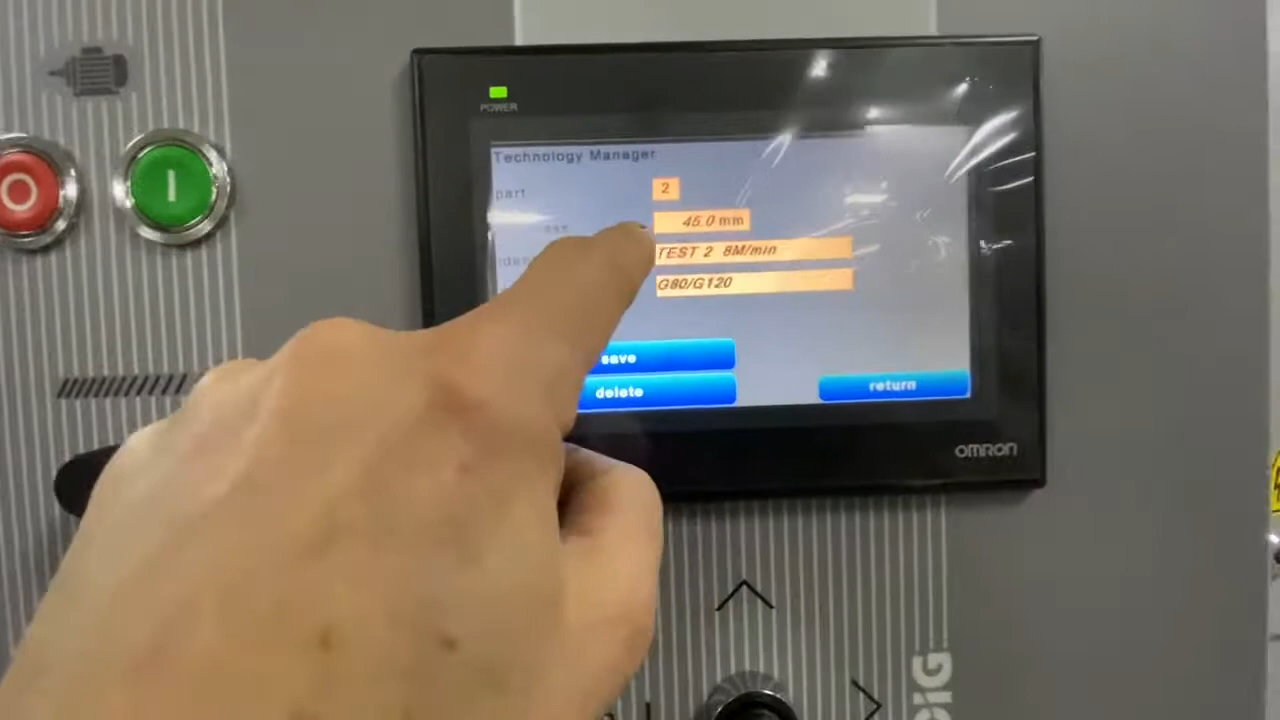 POWER
Technology Manager
part 2
45.0 mm
TEST 2 8M/min
G80/G120
save
delete
return
OMRON